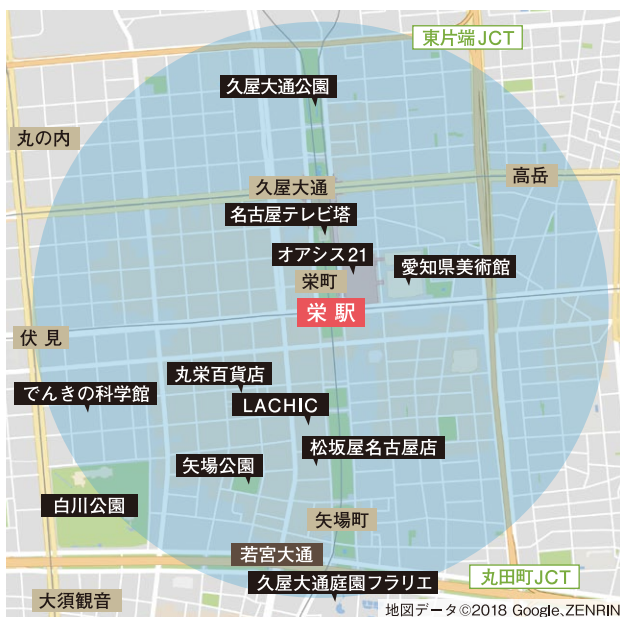 東片端JCT
久屋大通公園
丸の内
高岳
久屋大通
名古屋テレビ塔
オアシス21
愛知県美術館
栄町
栄 駅
伏 見
丸栄百貨店
でんきの科学館
LACHIC
松坂屋名古屋店
矢場公園
白川公園
矢場町
若宮大通
丸田町JCT
久屋大通庭園フラリエ
大須観音
地図データ©2018 Google､ZENRIN